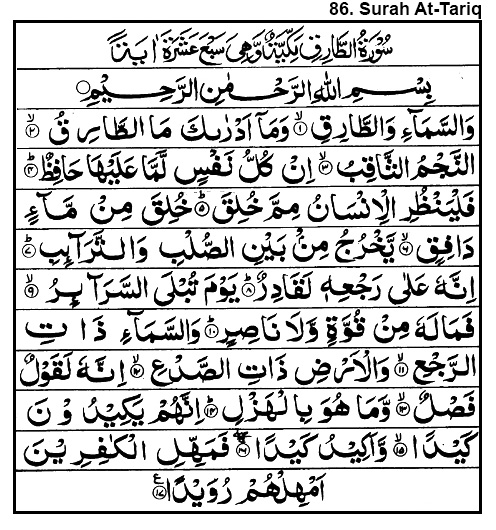 86. Surah At-Tariq
سُوْرَةُ الطَّارِقِ مَكِّيَّةٌ وَّهِيَ سَبْعَ عَشَرَةَ اٰيَةً
بِسْمِ اللهِ الرَّحْمٰنِ الرَّحِيْمِ
وَالسَّمَآءِ وَالطَّارِقِ ۙ﴿۱﴾ وَمَآ اَدْرٰىكَ مَا الطَّارِقُ ۙ﴿۲﴾
النَّجْمُ الثَّاقِبُ ۙ﴿۳﴾ اِنْ كُلُّ نَفْسٍ لَّمَّا عَلَيْهَا حَافِظٌ ؕ﴿۴﴾
فَلْيَنْظُرِ الْاِنْسَانُ مِمَّ خُلِقَ ؕ﴿۵﴾ خُلِقَ مِنْ مَّآءٍ
دَافِقٍ ۙ﴿۶﴾ يَّخْرُجُ مِنْۢ بَيْنِ الصُّلْبِ وَالتَّرَآئِبِ ؕ﴿۷﴾
اِنَّهٗ عَلٰى رَجْعِهٖ لَقَادِرٌ ؕ﴿۸﴾ يَوْمَ تُبْلَى السَّرَآئِرُ ۙ﴿۹﴾
فَمَا لَهٗ مِنْ قُوَّةٍ وَّلَا نَاصِرٍ ؕ﴿۱۰﴾ وَالسَّمَآءِ ذَاتِ
الرَّجْعِ ۙ﴿۱۱﴾ وَالْاَرْضِ ذَاتِ الصَّدْعِ ۙ﴿۱۲﴾ اِنَّهٗ لَقَوْلٌ
فَصْلٌ ۙ﴿۱۳﴾ وَّمَا هُوَ بِالْهَزْلِ ؕ﴿۱۴﴾ اِنَّهُمْ يَكِيْدُوْنَ
كَيْدًا ۙ﴿۱۵﴾ وَّاَكِيْدُ كَيْدًا ۚۖ﴿۱۶﴾ فَمَهِّلِ الْكٰفِرِيْنَ
اَمْهِلْهُمْ رُوَيْدًا ﴿۱۷﴾